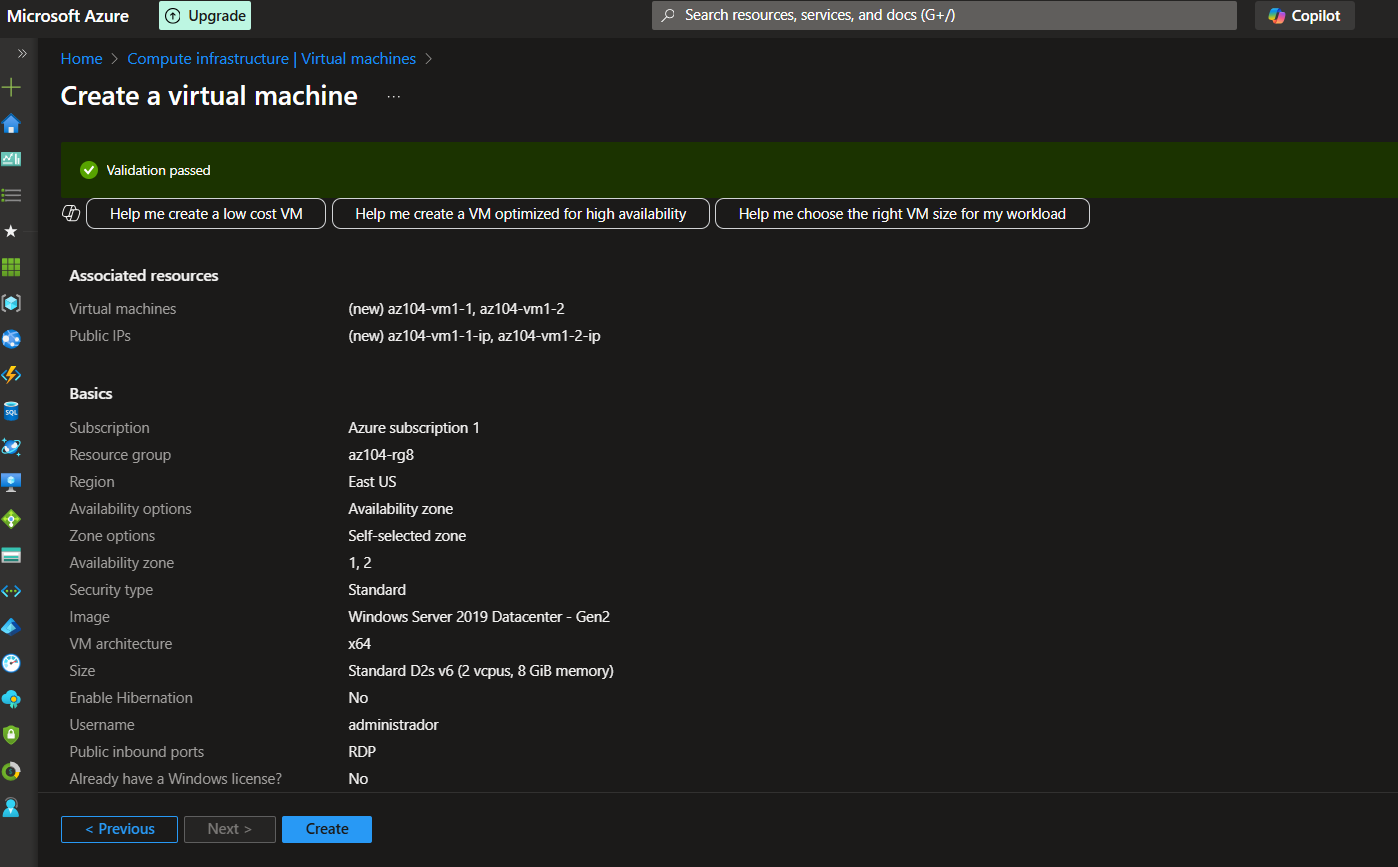 Microsoft Azure
Upgrade
Search resources, services, and docs (G+/)
Copilot
Home > Compute infrastructure | Virtual machines >
Create a virtual machine ...
Validation passed
Help me create a low cost VM
Help me create a VM optimized for high availability
Help me choose the right VM size for my workload
Associated resources
Virtual machines (new) az104-vm1-1, az104-vm1-2
Public IPs (new) az104-vm1-1-ip, az104-vm1-2-ip
Basics
Subscription Azure subscription 1
Resource group az104-rg8
Region East US
Availability options Availability zone
Zone options Self-selected zone
Availability zone 1, 2
Security type Standard
Image Windows Server 2019 Datacenter - Gen2
VM architecture x64
Size Standard D2s v6 (2 vcpus, 8 GiB memory)
Enable Hibernation No
Username administrador
Public inbound ports RDP
Already have a Windows license? No
< Previous
Next >
Create